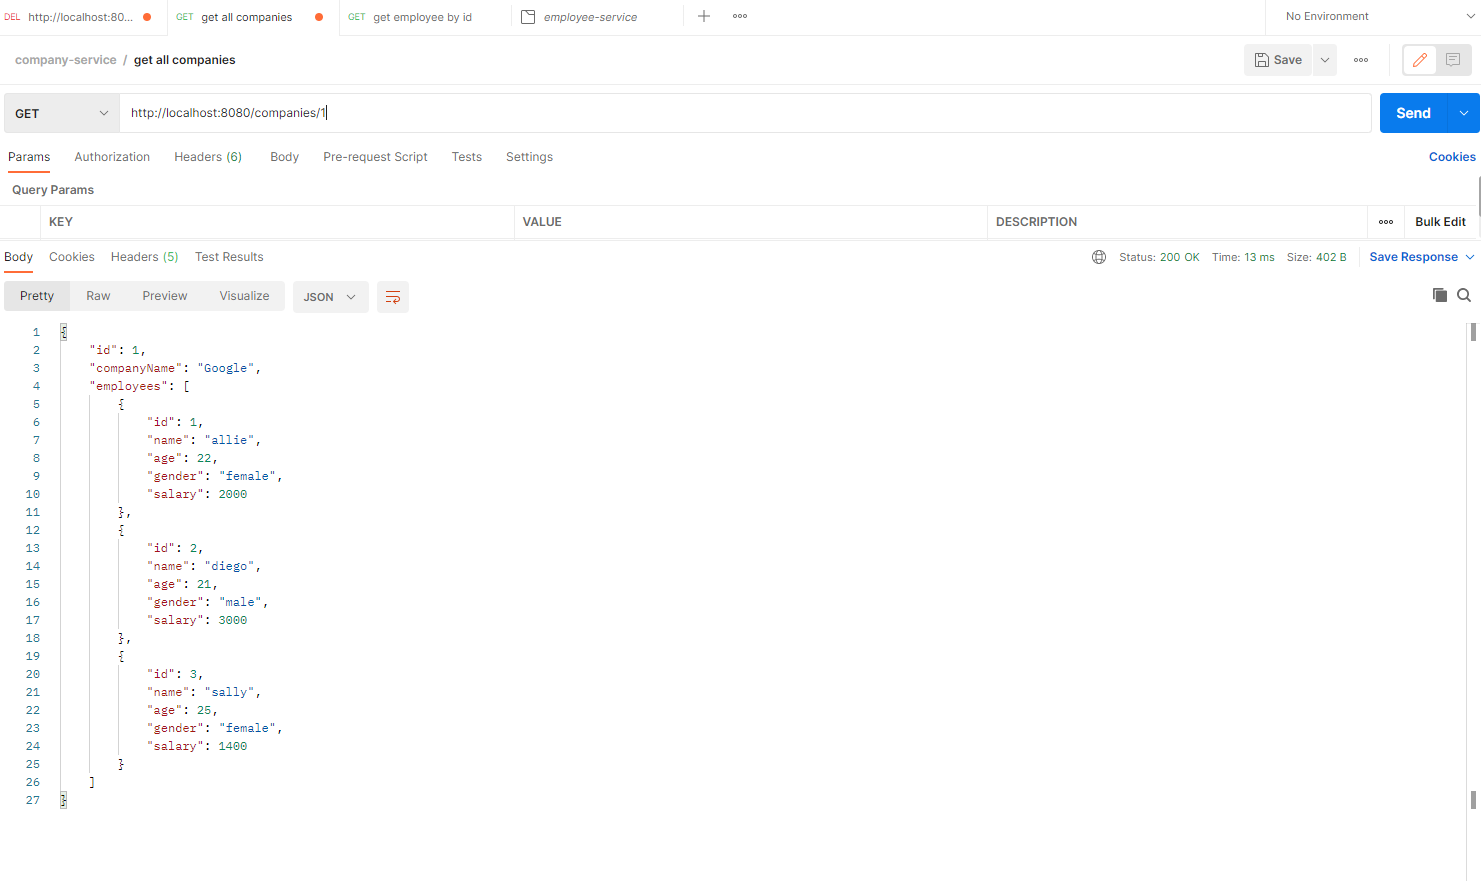 DEL http://localhost:80... GET get all companies GET get employee by id employee-service No Environment
company-service / get all companies Save
GET http://localhost:8080/companies/1 Send
Params Authorization Headers (6) Body Pre-request Script Tests Settings Cookies
Query Params
KEY VALUE DESCRIPTION Bulk Edit
Body Cookies Headers (5) Test Results Status: 200 OK Time: 13 ms Size: 402 B Save Response
Pretty Raw Preview Visualize JSON
1 {
2 "id": 1,
3 "companyName": "Google",
4 "employees": [
5 {
6 "id": 1,
7 "name": "allie",
8 "age": 22,
9 "gender": "female",
10 "salary": 2000
11 },
12 {
13 "id": 2,
14 "name": "diego",
15 "age": 21,
16 "gender": "male",
17 "salary": 3000
18 },
19 {
20 "id": 3,
21 "name": "sally",
22 "age": 25,
23 "gender": "female",
24 "salary": 1400
25 }
26 ]
27 }